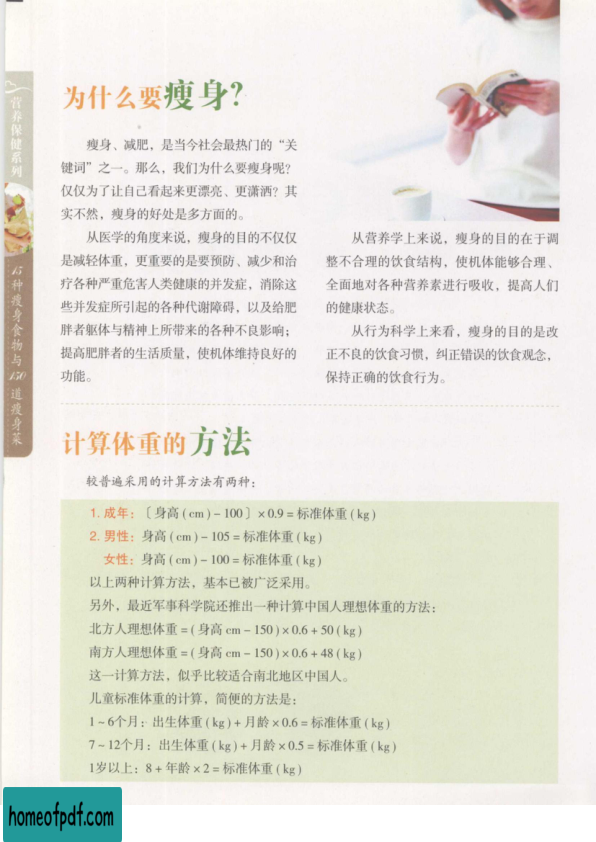 营养保健系列
15种瘦身食物与150道瘦身菜
为什么要瘦身?
瘦身、减肥，是当今社会最热门的“关
键词”之一。那么，我们为什么要瘦身呢？
仅仅为了让自己看起来更漂亮、更潇洒？其
实不然，瘦身的好处是多方面的。
从医学的角度来说，瘦身的目的不仅仅
是减轻体重，更重要的是要预防、减少和治
疗各种严重危害人类健康的并发症，消除这
些并发症所引起的各种代谢障碍，以及给肥
胖者躯体与精神上所带来的各种不良影响；
提高肥胖者的生活质量，使机体维持良好的
功能。
从营养学上来说，瘦身的目的在于调
整不合理的饮食结构，使机体能够合理、
全面地对各种营养素进行吸收，提高人们
的健康状态。
从行为科学上来看，瘦身的目的是改
正不良的饮食习惯，纠正错误的饮食观念，
保持正确的饮食行为。
计算体重的方法
较普遍采用的计算方法有两种：
1. 成年：〔身高(cm)－100〕×0.9＝标准体重(kg)
2. 男性：身高(cm)－105＝标准体重(kg)
女性：身高(cm)－100＝标准体重(kg)
以上两种计算方法，基本已被广泛采用。
另外，最近军事科学院还推出一种计算中国人理想体重的方法：
北方人理想体重＝(身高cm－150)×0.6＋50(kg)
南方人理想体重＝(身高cm－150)×0.6＋48(kg)
这一计算方法，似乎比较适合南北地区中国人。
儿童标准体重的计算，简便的方法是：
1~6个月：出生体重(kg)＋月龄×0.6＝标准体重(kg)
7~12个月：出生体重(kg)＋月龄×0.5＝标准体重(kg)
1岁以上：8＋年龄×2＝标准体重(kg)
homeofpdf.com